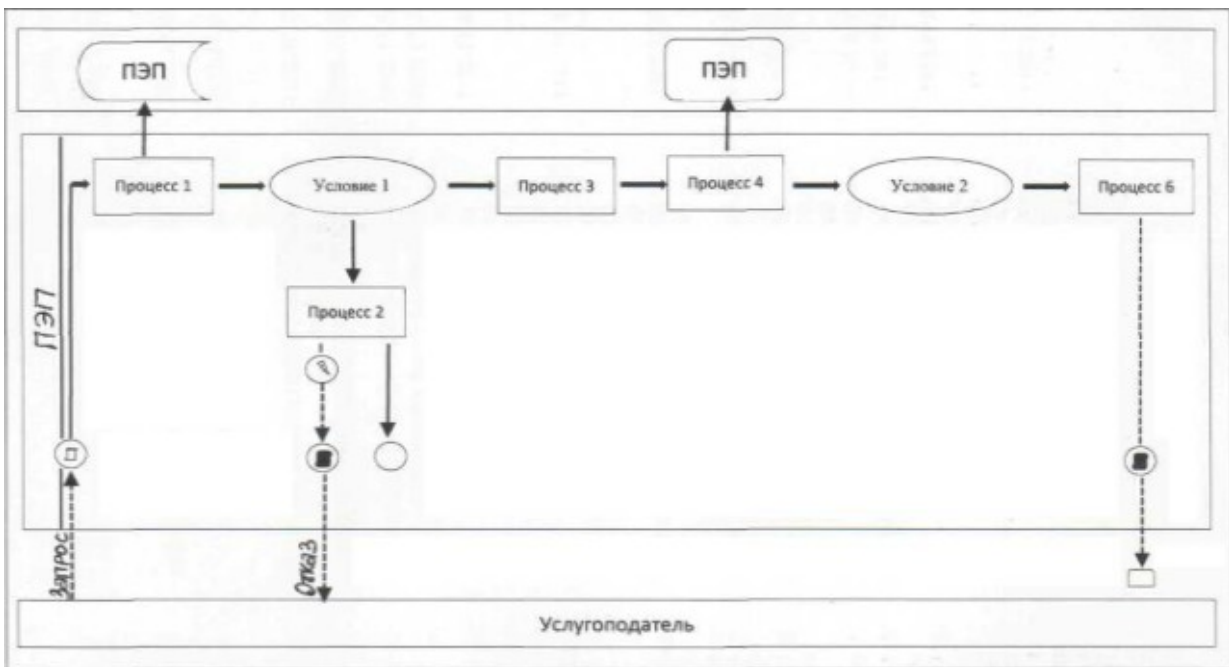 ПЭП
ПЭП
Процесс 1
Условие 1
Процесс 3
Процесс 4
Условие 2
Процесс 6
ПЭП
Процесс 2
Запрос
Отказ
Услугоподатель